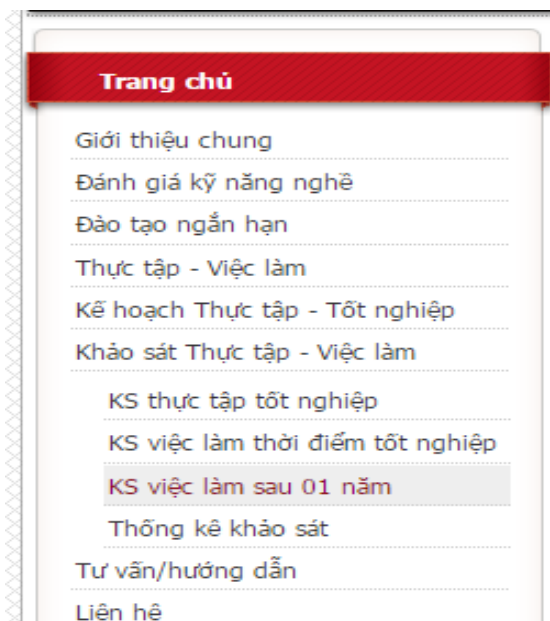 Trang chủ
Giới thiệu chung
Đánh giá kỹ năng nghề
Đào tạo ngắn hạn
Thực tập - Việc làm
Kế hoạch Thực tập - Tốt nghiệp
Khảo sát Thực tập - Việc làm
KS thực tập tốt nghiệp
KS việc làm thời điểm tốt nghiệp
KS việc làm sau 01 năm
Thống kê khảo sát
Tư vấn/hướng dẫn
Liên hệ